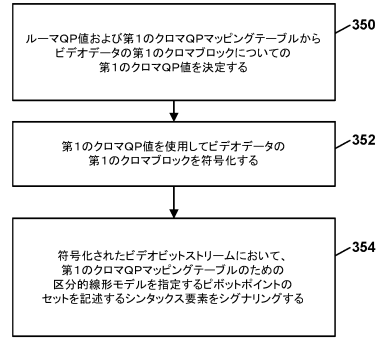 350
ルーマQP値および第1のクロマQPマッピングテーブルから
ビデオデータの第1のクロマブロックについての
第1のクロマQP値を決定する
352
第1のクロマQP値を使用してビデオデータの
第1のクロマブロックを符号化する
354
符号化されたビデオビットストリームにおいて、
第1のクロマQPマッピングテーブルのための
区分的線形モデルを指定するピボットポイントの
セットを記述するシンタックス要素をシグナリングする